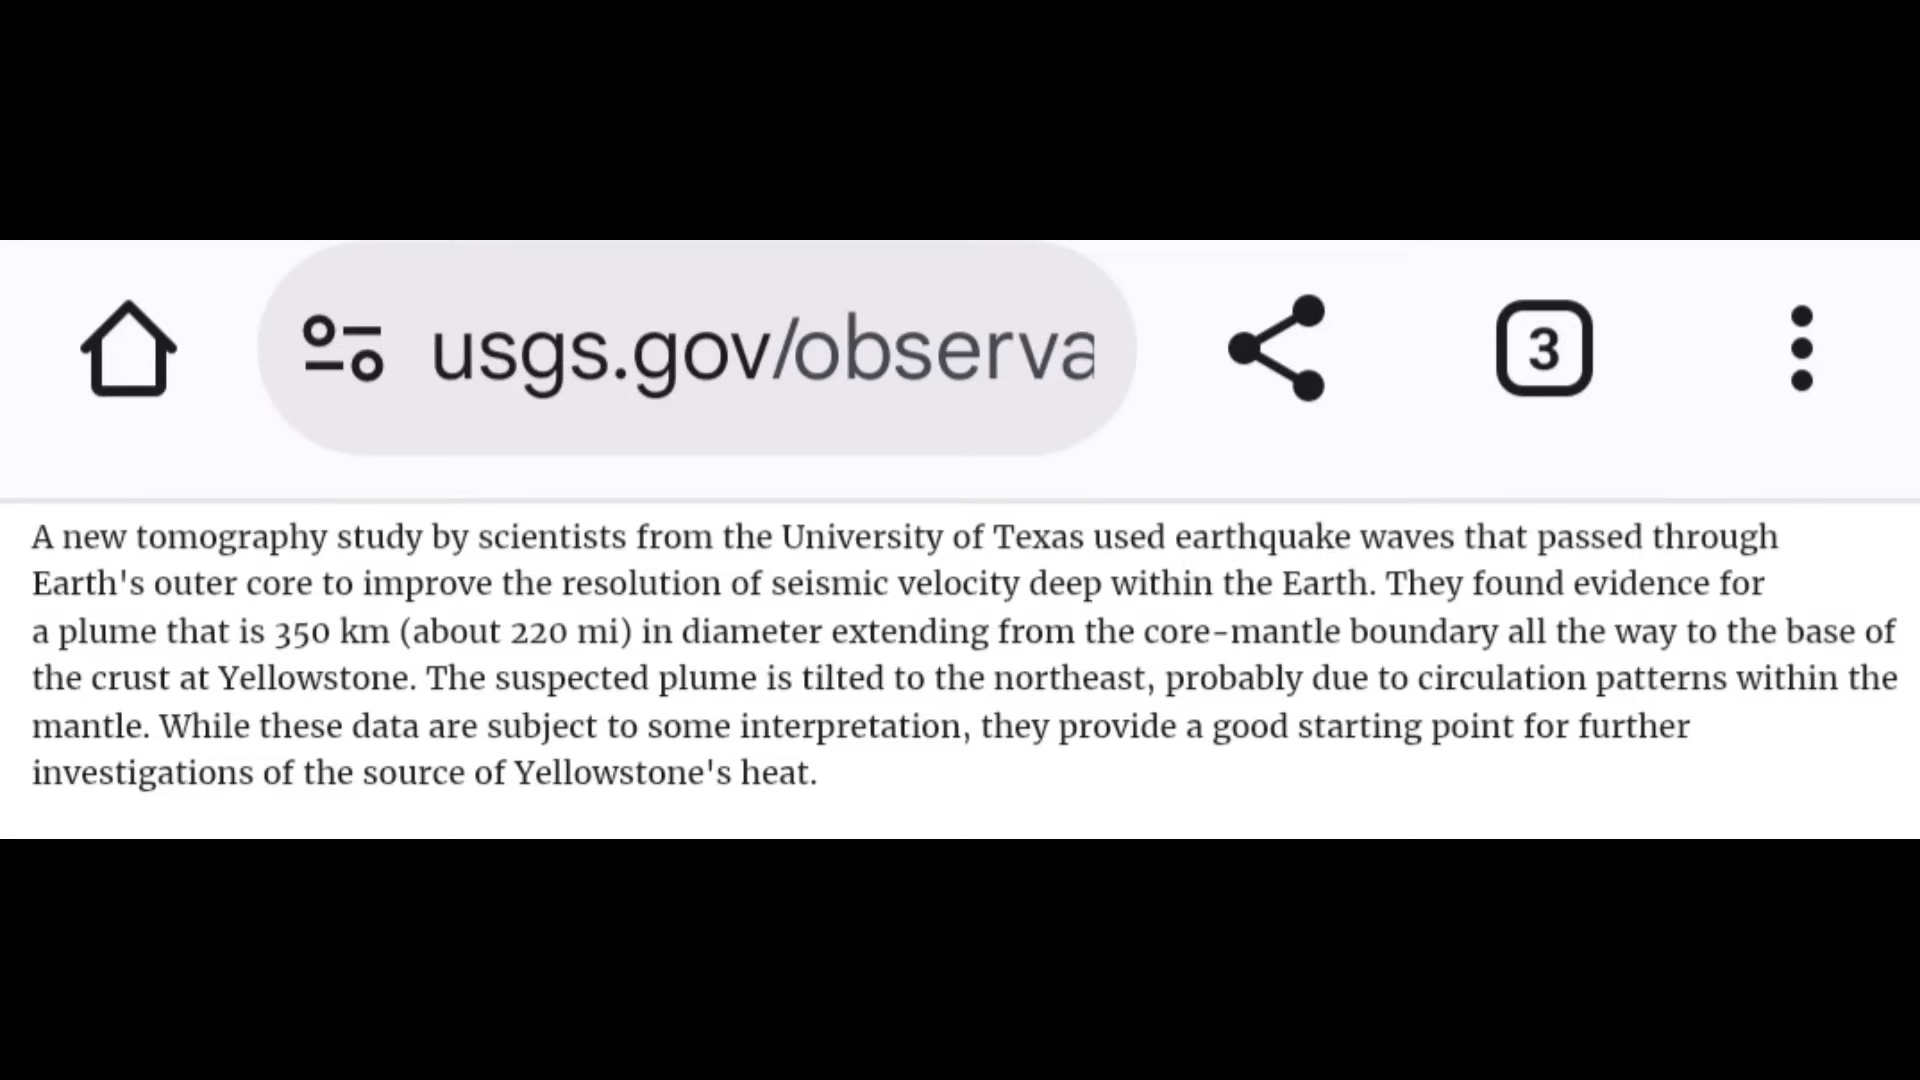 usgs.gov/observa
3
A new tomography study by scientists from the University of Texas used earthquake waves that passed through
Earth's outer core to improve the resolution of seismic velocity deep within the Earth. They found evidence for
a plume that is 350 km (about 220 mi) in diameter extending from the core-mantle boundary all the way to the base of
the crust at Yellowstone. The suspected plume is tilted to the northeast, probably due to circulation patterns within the
mantle. While these data are subject to some interpretation, they provide a good starting point for further
investigations of the source of Yellowstone's heat.